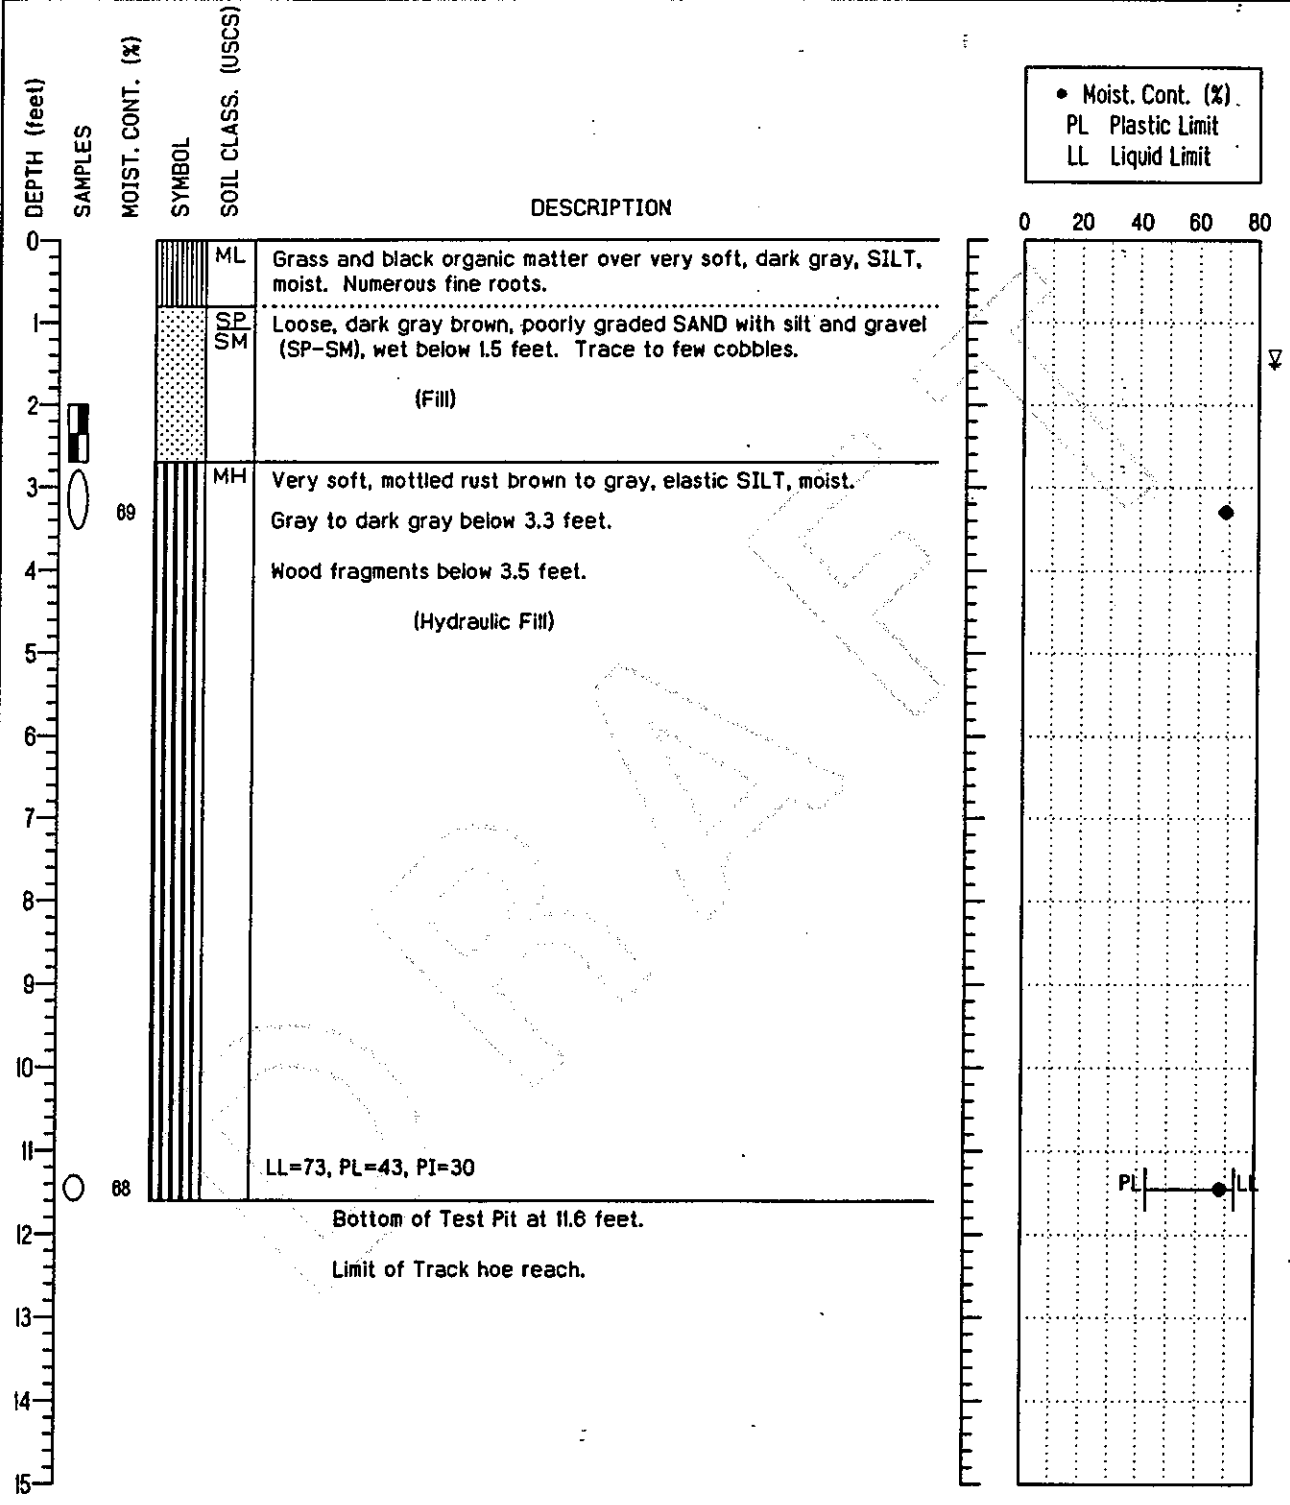 DEPTH (feet)
SAMPLES
MOIST. CONT. (%)
SYMBOL
SOIL CLASS. (USCS)
DESCRIPTION
• Moist. Cont. (%)
PL Plastic Limit
LL Liquid Limit
0 20 40 60 80
0
ML
Grass and black organic matter over very soft, dark gray, SILT,
moist. Numerous fine roots.
1
SP
SM
Loose, dark gray brown, poorly graded SAND with silt and gravel
(SP-SM), wet below 1.5 feet. Trace to few cobbles.
2
(Fill)
3
MH
Very soft, mottled rust brown to gray, elastic SILT, moist.
69
Gray to dark gray below 3.3 feet.
4
Wood fragments below 3.5 feet.
(Hydraulic Fill)
5
6
7
8
9
10
11
LL=73, PL=43, PI=30
68
PL
LL
12
Bottom of Test Pit at 11.6 feet.
Limit of Track hoe reach.
13
14
15
DRAFT